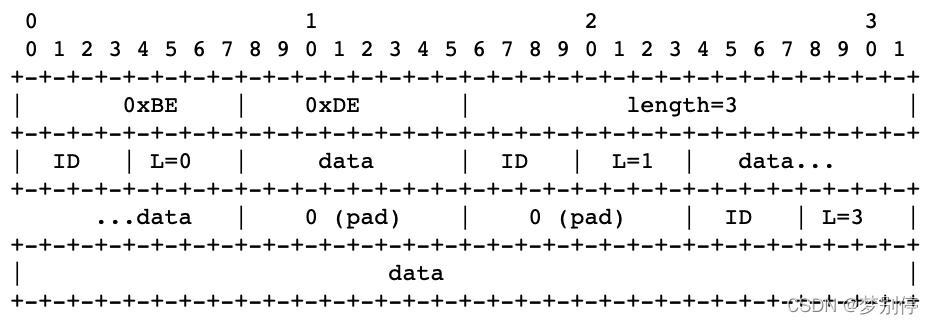 0                   1                   2                   3
0 1 2 3 4 5 6 7 8 9 0 1 2 3 4 5 6 7 8 9 0 1 2 3 4 5 6 7 8 9 0 1
+-+-+-+-+-+-+-+-+-+-+-+-+-+-+-+-+-+-+-+-+-+-+-+-+-+-+-+-+-+-+-+-+
|       0xBE    |    0xDE       |           length=3            |
+-+-+-+-+-+-+-+-+-+-+-+-+-+-+-+-+-+-+-+-+-+-+-+-+-+-+-+-+-+-+-+-+
|  ID   | L=0   |     data      |  ID   |  L=1  |   data...
+-+-+-+-+-+-+-+-+-+-+-+-+-+-+-+-+-+-+-+-+-+-+-+-+-+-+-+-+-+-+-+-+
      ...data   |    0 (pad)    |    0 (pad)    |  ID   | L=3   |
+-+-+-+-+-+-+-+-+-+-+-+-+-+-+-+-+-+-+-+-+-+-+-+-+-+-+-+-+-+-+-+-+
|                          data                                 |
+-+-+-+-+-+-+-+-+-+-+-+-+-+-+-+-+-+-+-+-+-+-+-+-+-+-+-+-+-+-+-+-+
CSDN @梦别停